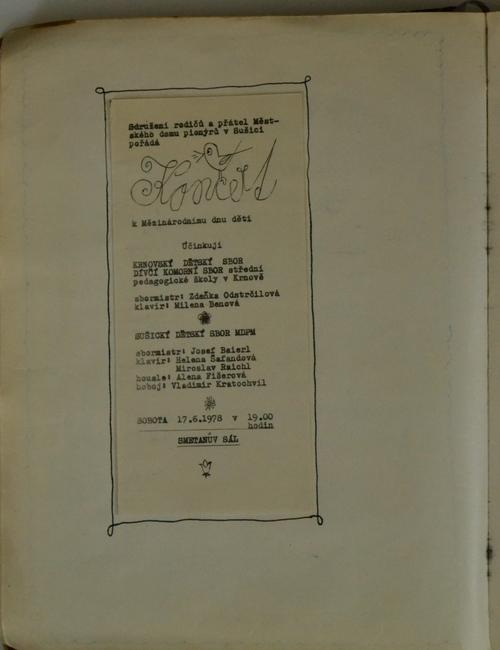 Sdružení rodičů a přátel Měst-
ského domu pionýrů v Sušici
pořádá
Koncert
k Mezinárodnímu dnu dětí
Účinkují
KRNOVSKÝ DĚTSKÝ SBOR
DÍVČÍ KOMORNÍ SBOR střední
pedagogické školy v Krnově
sbormistr: Zdeňka Odstrčilová
klavír: Milena Benová
SUŠICKÝ DĚTSKÝ SBOR MDPM
sbormistr: Josef Baierl
klavír: Helena Šafandová
Miroslav Raichl
housle: Alena Fišerová
hoboj: Vladimír Kratochvíl
SOBOTA 17.6.1978 v 19.00
hodin
SMETANŮV SÁL